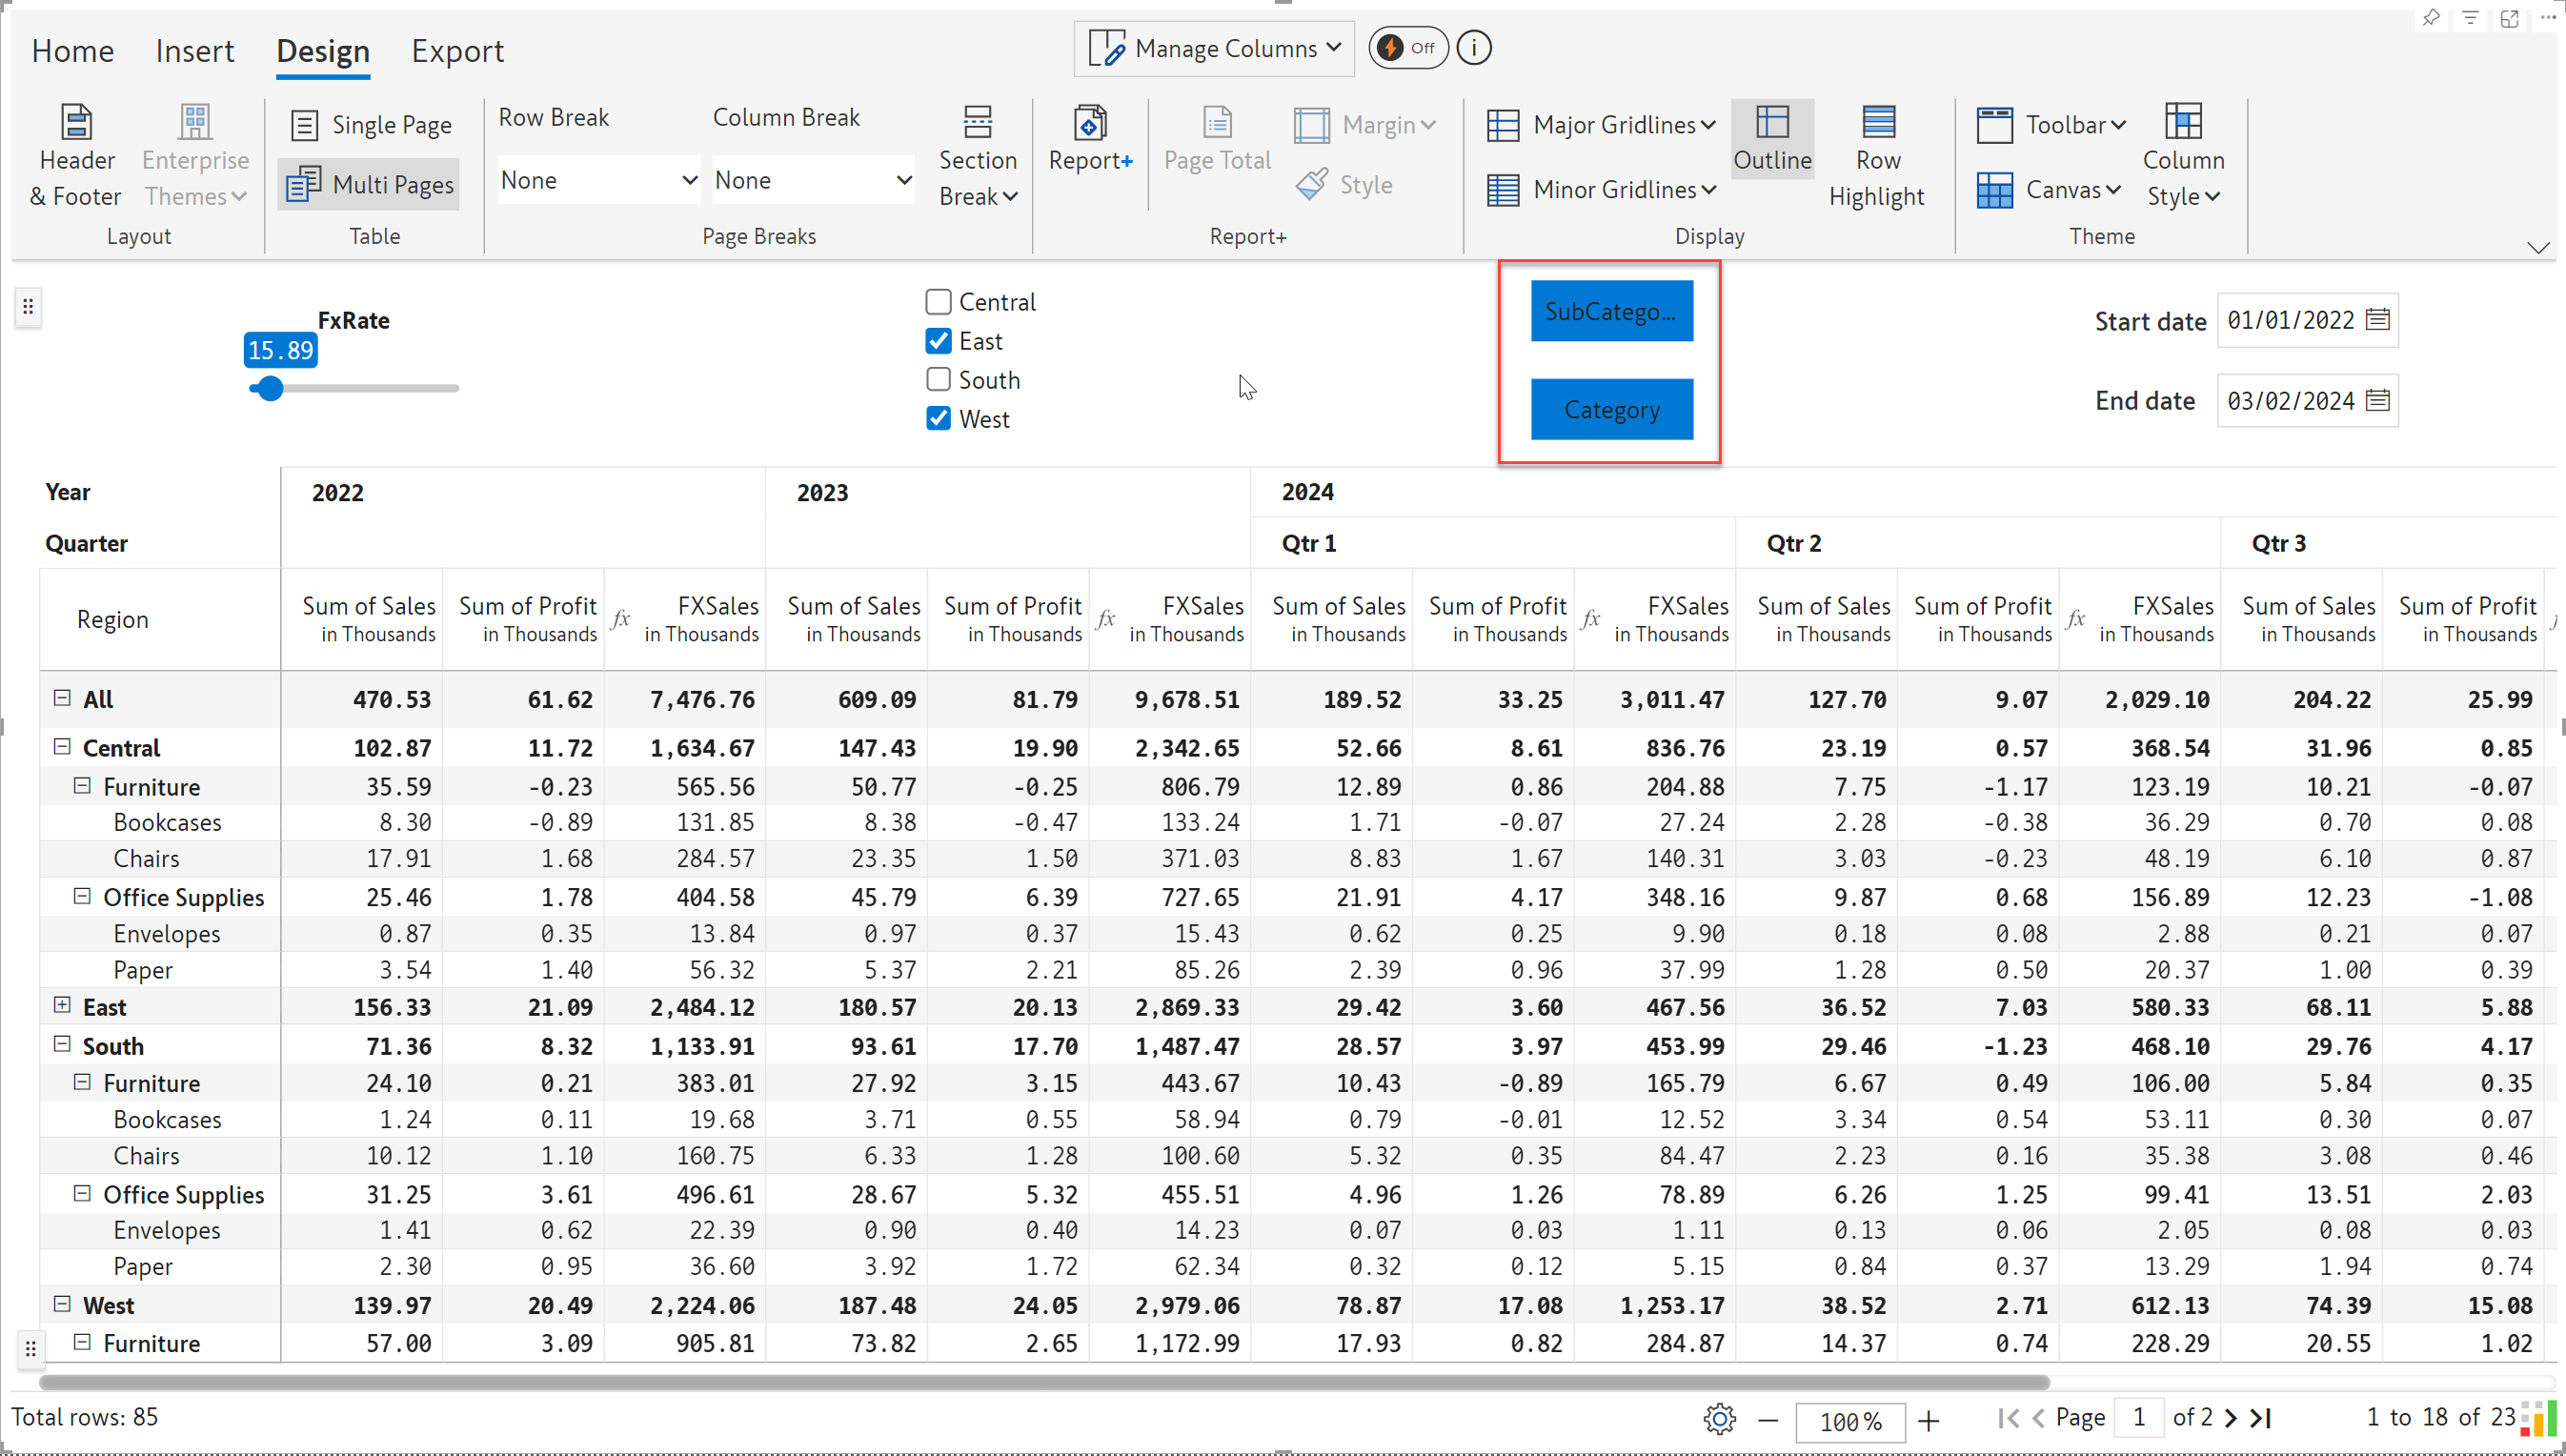 Home Insert Design Export
Manage Columns Off i
Header & Footer
Enterprise Themes
Layout
Single Page
Multi Pages
Table
Row Break
None
Column Break
None
Section Break
Page Breaks
Report+
Page Total
Margin
Style
Report+
Major Gridlines
Minor Gridlines
Outline
Row Highlight
Display
Toolbar
Canvas
Column Style
Theme
FxRate
15.89
Central
East
South
West
SubCatego...
Category
Start date 01/01/2022
End date 03/02/2024
Year 2022 2023 2024
Quarter Qtr 1 Qtr 2 Qtr 3
Region Sum of Sales in Thousands Sum of Profit in Thousands fx FXSales in Thousands Sum of Sales in Thousands Sum of Profit in Thousands fx FXSales in Thousands Sum of Sales in Thousands Sum of Profit in Thousands fx FXSales in Thousands Sum of Sales in Thousands Sum of Profit in Thousands fx FXSales in Thousands Sum of Sales in Thousands Sum of Profit in Thousands
All 470.53 61.62 7,476.76 609.09 81.79 9,678.51 189.52 33.25 3,011.47 127.70 9.07 2,029.10 204.22 25.99
Central 102.87 11.72 1,634.67 147.43 19.90 2,342.65 52.66 8.61 836.76 23.19 0.57 368.54 31.96 0.85
Furniture 35.59 -0.23 565.56 50.77 -0.25 806.79 12.89 0.86 204.88 7.75 -1.17 123.19 10.21 -0.07
Bookcases 8.30 -0.89 131.85 8.38 -0.47 133.24 1.71 -0.07 27.24 2.28 -0.38 36.29 0.70 0.08
Chairs 17.91 1.68 284.57 23.35 1.50 371.03 8.83 1.67 140.31 3.03 -0.23 48.19 6.10 0.87
Office Supplies 25.46 1.78 404.58 45.79 6.39 727.65 21.91 4.17 348.16 9.87 0.68 156.89 12.23 -1.08
Envelopes 0.87 0.35 13.84 0.97 0.37 15.43 0.62 0.25 9.90 0.18 0.08 2.88 0.21 0.07
Paper 3.54 1.40 56.32 5.37 2.21 85.26 2.39 0.96 37.99 1.28 0.50 20.37 1.00 0.39
East 156.33 21.09 2,484.12 180.57 20.13 2,869.33 29.42 3.60 467.56 36.52 7.03 580.33 68.11 5.88
South 71.36 8.32 1,133.91 93.61 17.70 1,487.47 28.57 3.97 453.99 29.46 -1.23 468.10 29.76 4.17
Furniture 24.10 0.21 383.01 27.92 3.15 443.67 10.43 -0.89 165.79 6.67 0.49 106.00 5.84 0.35
Bookcases 1.24 0.11 19.68 3.71 0.55 58.94 0.79 -0.01 12.52 3.34 0.54 53.11 0.30 0.07
Chairs 10.12 1.10 160.75 6.33 1.28 100.60 5.32 0.35 84.47 2.23 0.16 35.38 3.08 0.46
Office Supplies 31.25 3.61 496.61 28.67 5.32 455.51 4.96 1.26 78.89 6.26 1.25 99.41 13.51 2.03
Envelopes 1.41 0.62 22.39 0.90 0.40 14.23 0.07 0.03 1.11 0.13 0.06 2.05 0.08 0.03
Paper 2.30 0.95 36.60 3.92 1.72 62.34 0.32 0.12 5.15 0.84 0.37 13.29 1.94 0.74
West 139.97 20.49 2,224.06 187.48 24.05 2,979.06 78.87 17.08 1,253.17 38.52 2.71 612.13 74.39 15.08
Furniture 57.00 3.09 905.81 73.82 2.65 1,172.99 17.93 0.82 284.87 14.37 0.74 228.29 20.55 1.02
Total rows: 85 100 % Page 1 of 2 1 to 18 of 23